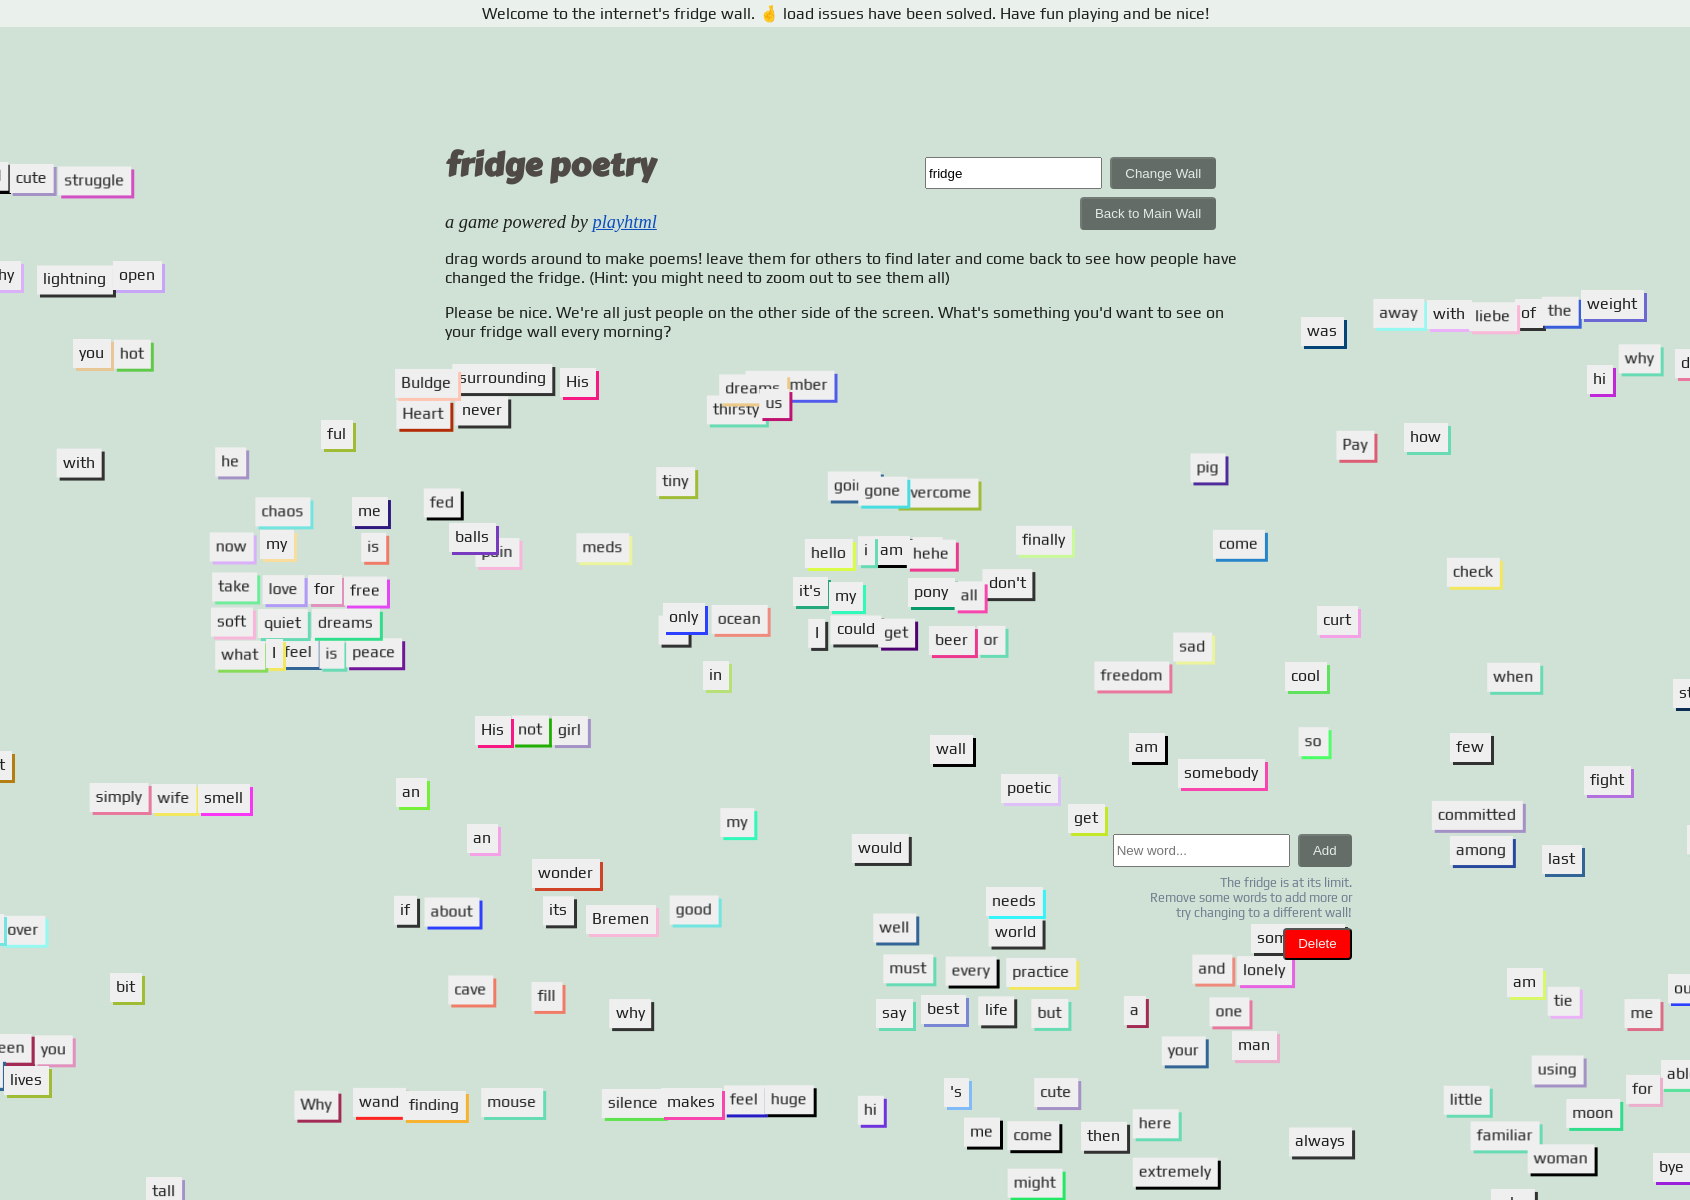 Welcome to the internet's fridge wall. 🤞 load issues have been solved. Have fun playing and be nice!
fridge poetry
fridge
Change Wall
Back to Main Wall
a game powered by playhtml
drag words around to make poems! leave them for others to find later and come back to see how people have
changed the fridge. (Hint: you might need to zoom out to see them all)
Please be nice. We're all just people on the other side of the screen. What's something you'd want to see on
your fridge wall every morning?
cute struggle
lightning open
away with liebe of the weight
was
you hot
why
hi
Buldge surrounding His
Heart never
dreams
thirsty us
ful
with
he
Pay how
pig
tiny
gone
chaos me fed
balls
now my is
meds
hello i am hehe
finally
come
check
take love for free
it's my pony all don't
soft quiet dreams
only ocean
I could get beer or
curt
what I feel is peace
sad
in
freedom
cool
when
His not girl
wall
am
so
few
somebody
simply wife smell
an
poetic
fight
my
get
committed
an
would
New word...
Add
among last
wonder
The fridge is at its limit.
Remove some words to add more or
try changing to a different wall!
Delete
if about
its Bremen good
needs
well
world
over
must every practice
and lonely
bit
cave fill
why
say best life but
a
one
am
tie
me
your man
you
lives
using
for
Why wand finding mouse
silence makes feel huge
hi
's
cute
little
moon
me come then here
always
familiar
woman
extremely
bye
might
tall